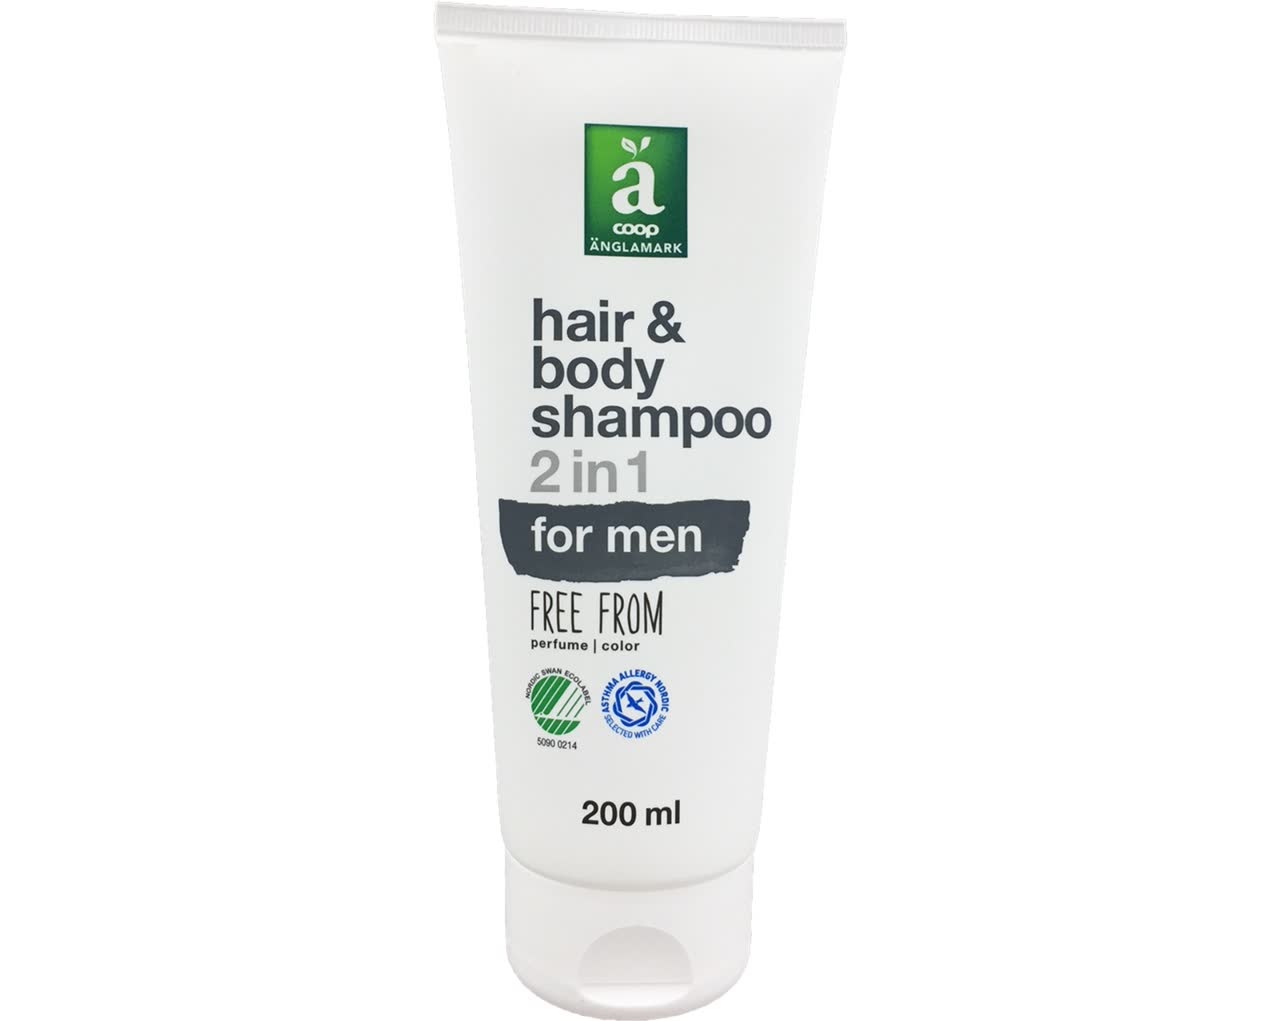 a
coop
ÄNGLAMARK
hair &
body
shampoo
2 in 1
for men
FREE FROM
perfume | color
NORDIC SWAN ECOLABEL
5090 0214
ASTHMA ALLERGY NORDIC
SELECTED WITH CARE
200 ml